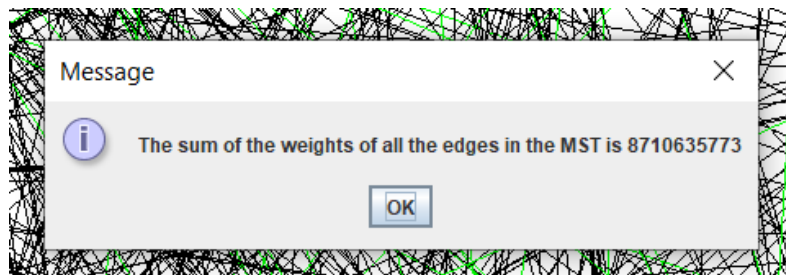 Message
The sum of the weights of all the edges in the MST is 8710635773
OK